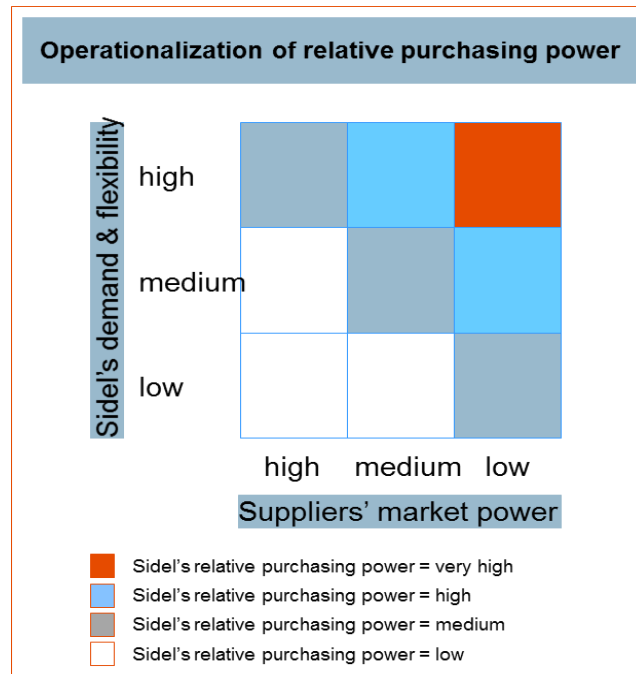 Operationalization of relative purchasing power
Sidel's demand & flexibility
high
medium
low
high medium low
Suppliers' market power
Sidel's relative purchasing power = very high
Sidel's relative purchasing power = high
Sidel's relative purchasing power = medium
Sidel's relative purchasing power = low